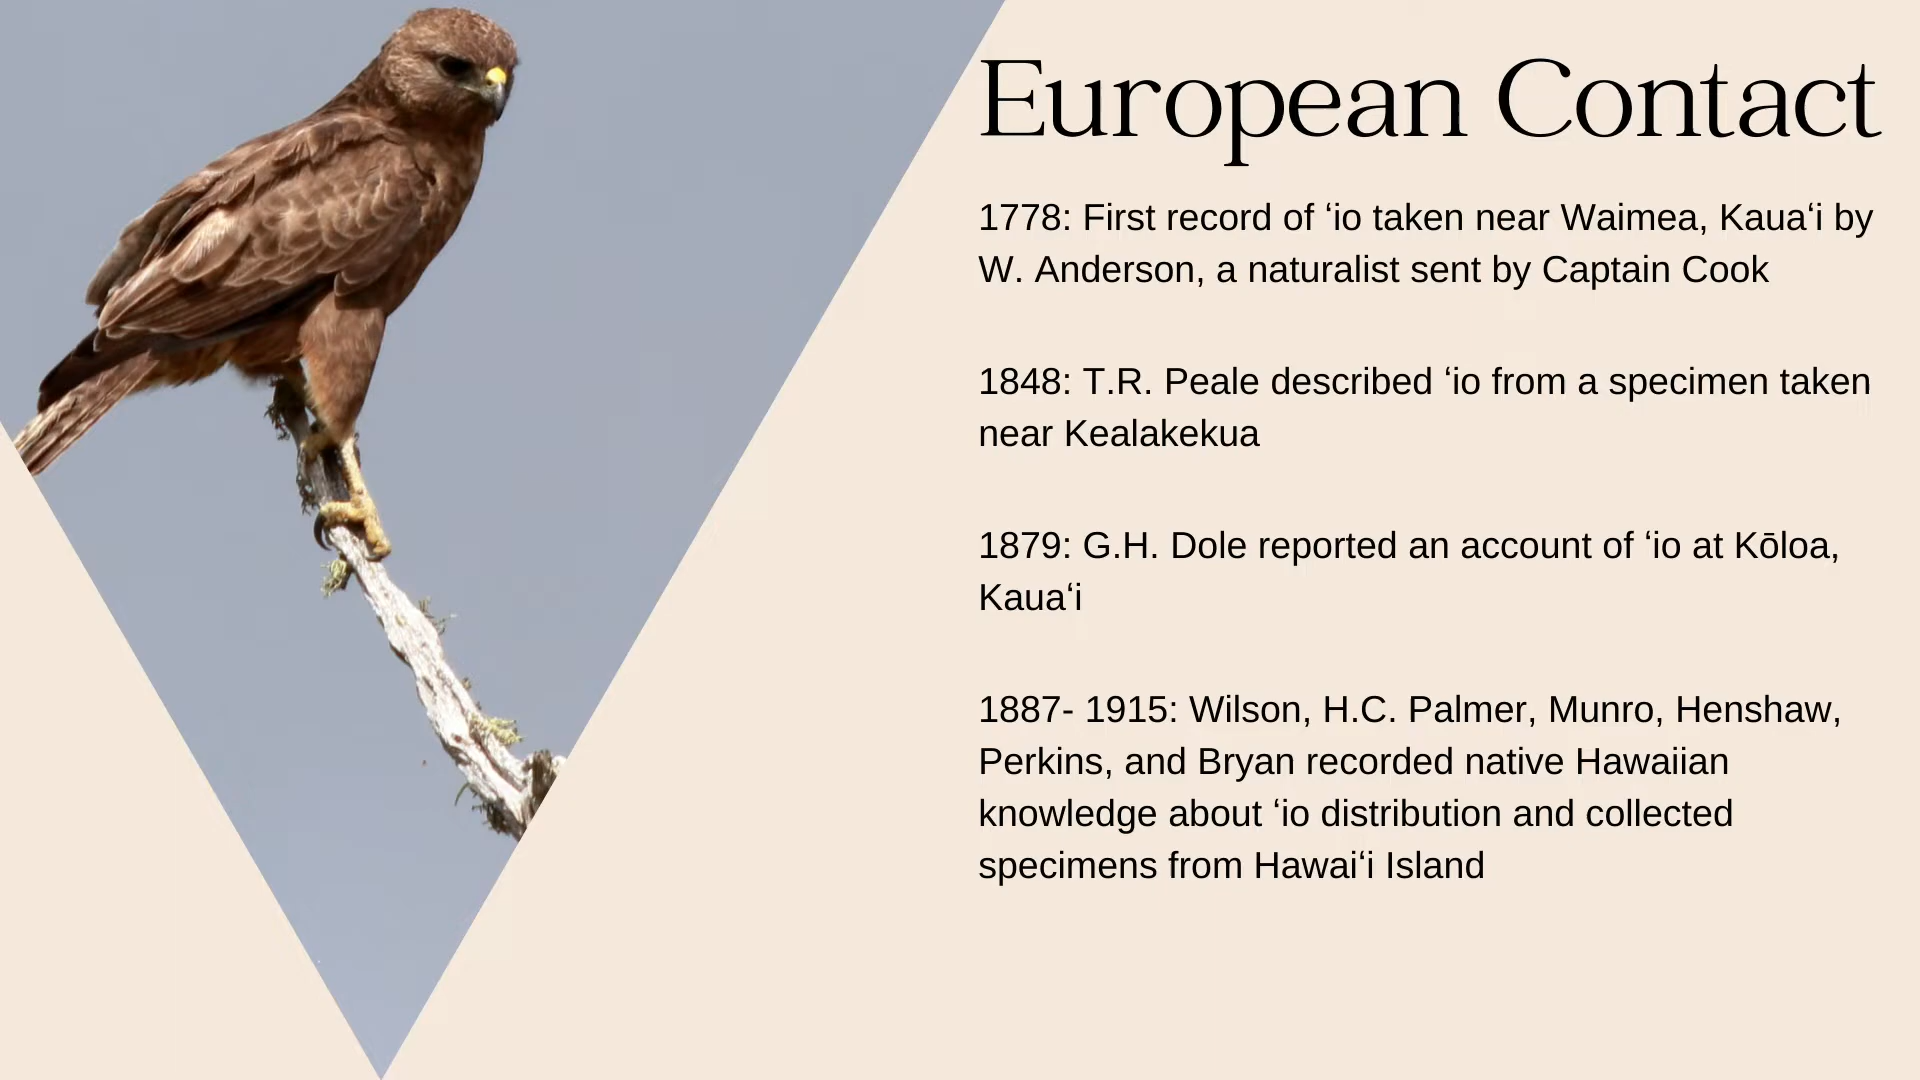 European Contact
1778: First record of ʻio taken near Waimea, Kauaʻi by
W. Anderson, a naturalist sent by Captain Cook
1848: T.R. Peale described ʻio from a specimen taken
near Kealakekua
1879: G.H. Dole reported an account of ʻio at Kōloa,
Kauaʻi
1887- 1915: Wilson, H.C. Palmer, Munro, Henshaw,
Perkins, and Bryan recorded native Hawaiian
knowledge about ʻio distribution and collected
specimens from Hawaiʻi Island